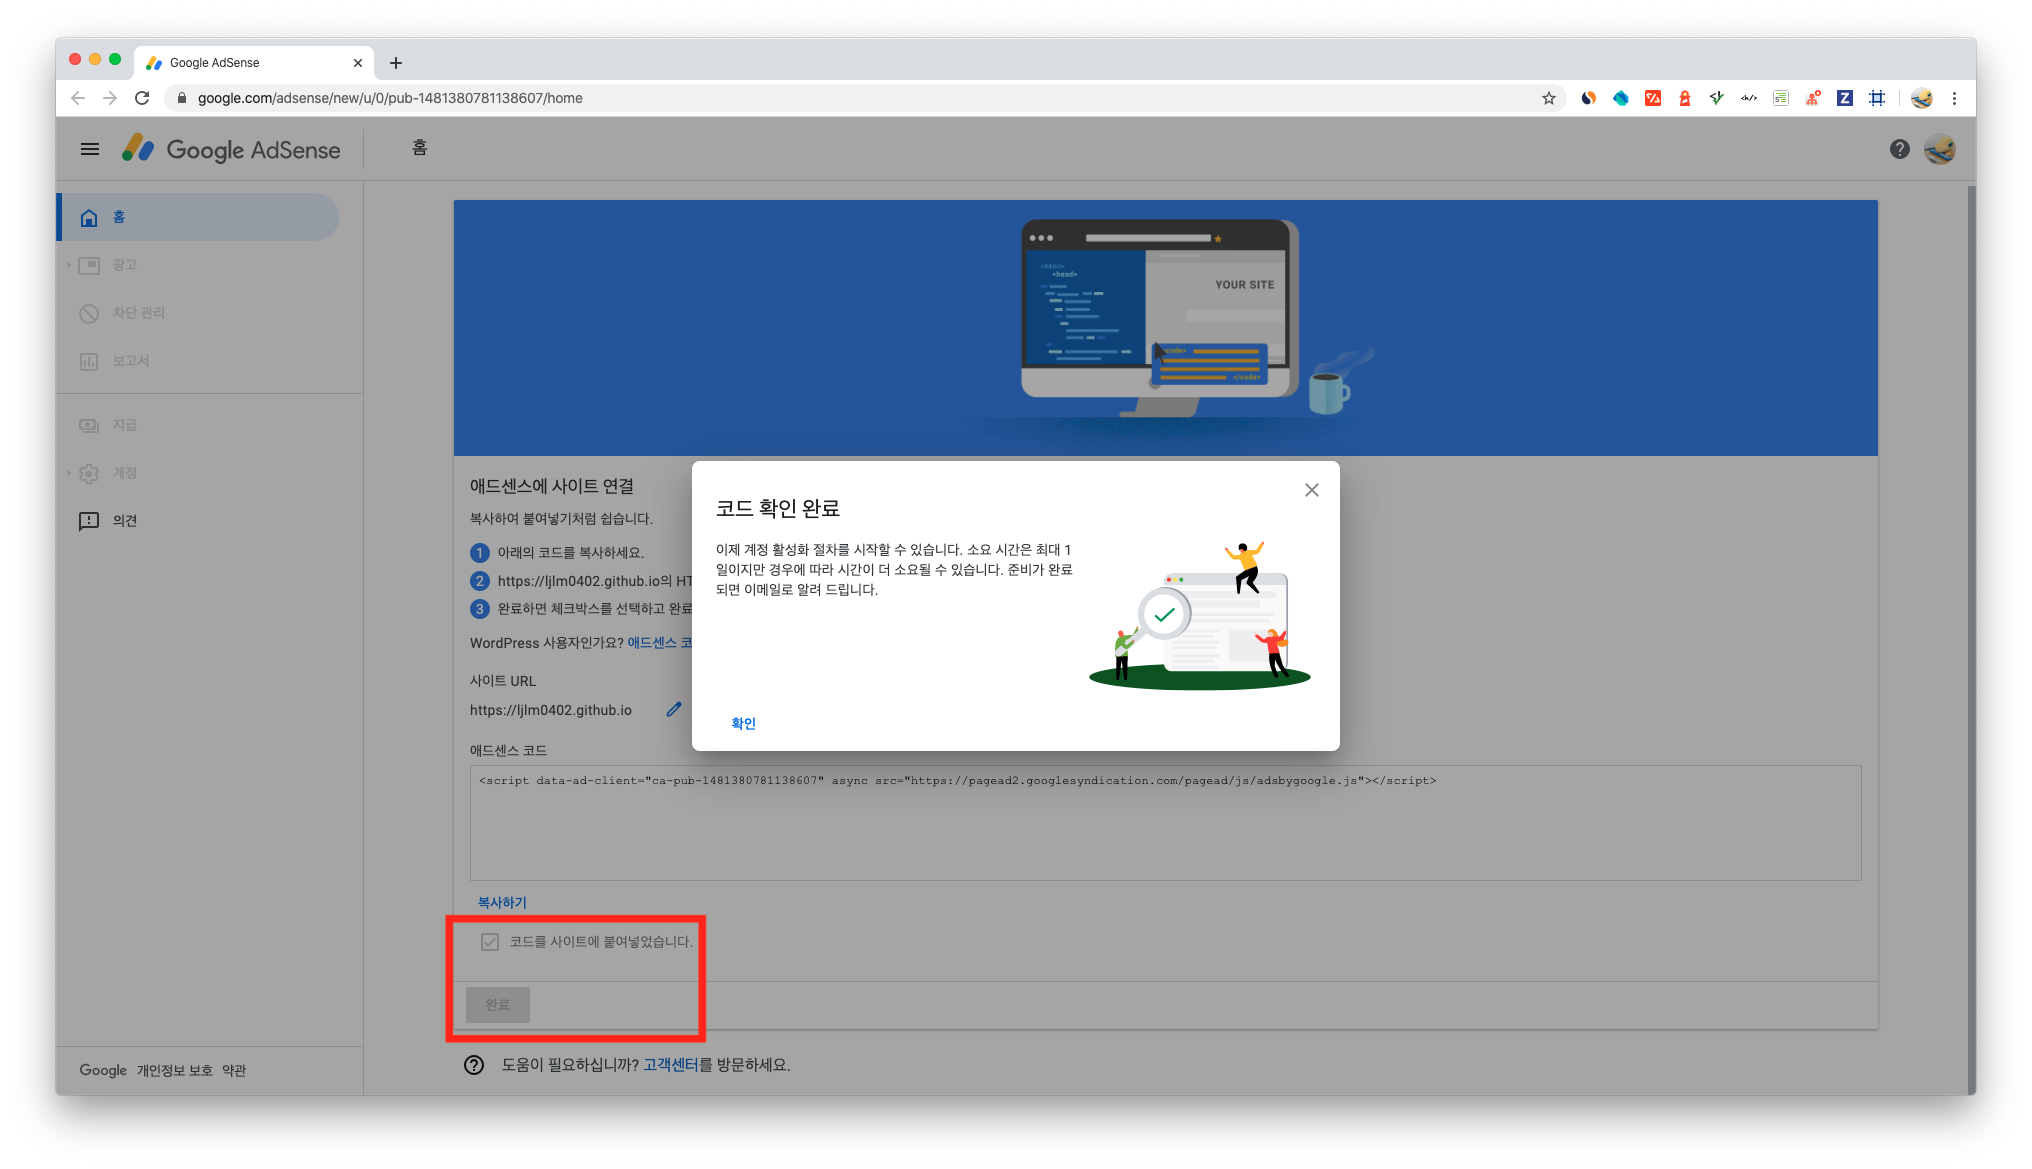 Google AdSense
google.com/adsense/new/u/0/pub-1481380781138607/home
Google AdSense
홈
홈
광고
차단 관리
보고서
지급
계정
의견
Google 개인정보 보호 약관
<html>
<head>
YOUR SITE
<code>
</code>
애드센스에 사이트 연결
복사하여 붙여넣기처럼 쉽습니다.
1 아래의 코드를 복사하세요.
2 https://ljlm0402.github.io의
3 완료하면 체크박스를 선택하고 완료
WordPress 사용자인가요? 애드센스 코
사이트 URL
https://ljlm0402.github.io
애드센스 코드
<script data-ad-client="ca-pub-1481380781138607" async src="https://pagead2.googlesyndication.com/pagead/js/adsbygoogle.js"></script>
복사하기
코드를 사이트에 붙여넣었습니다.
완료
도움이 필요하십니까? 고객센터를 방문하세요.
코드 확인 완료
이제 계정 활성화 절차를 시작할 수 있습니다. 소요 시간은 최대 1
일이지만 경우에 따라 시간이 더 소요될 수 있습니다. 준비가 완료
되면 이메일로 알려 드립니다.
확인